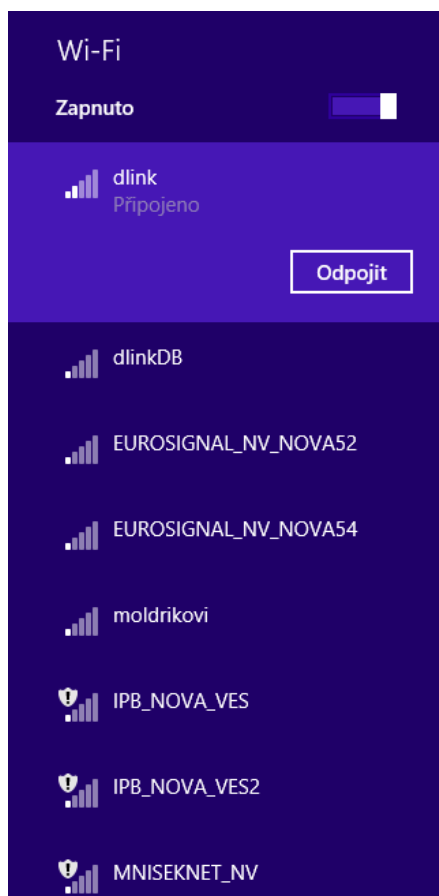 Wi-Fi
Zapnuto
dlink
Připojeno
Odpojit
dlinkDB
EUROSIGNAL_NV_NOVA52
EUROSIGNAL_NV_NOVA54
moldrikovi
IPB_NOVA_VES
IPB_NOVA_VES2
MNISEKNET_NV